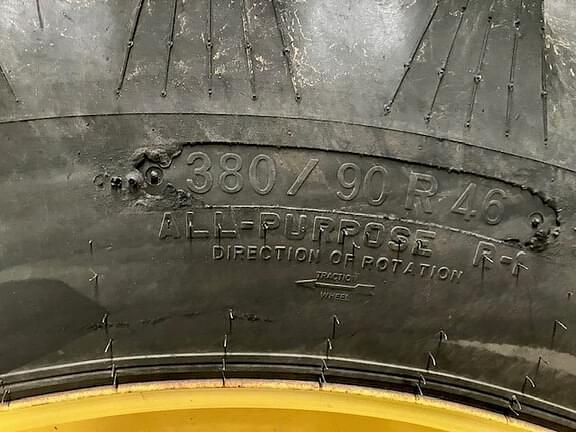 380/90 R 46
ALL-PURPOSE R-1
DIRECTION OF ROTATION
TRACTION
WHEEL